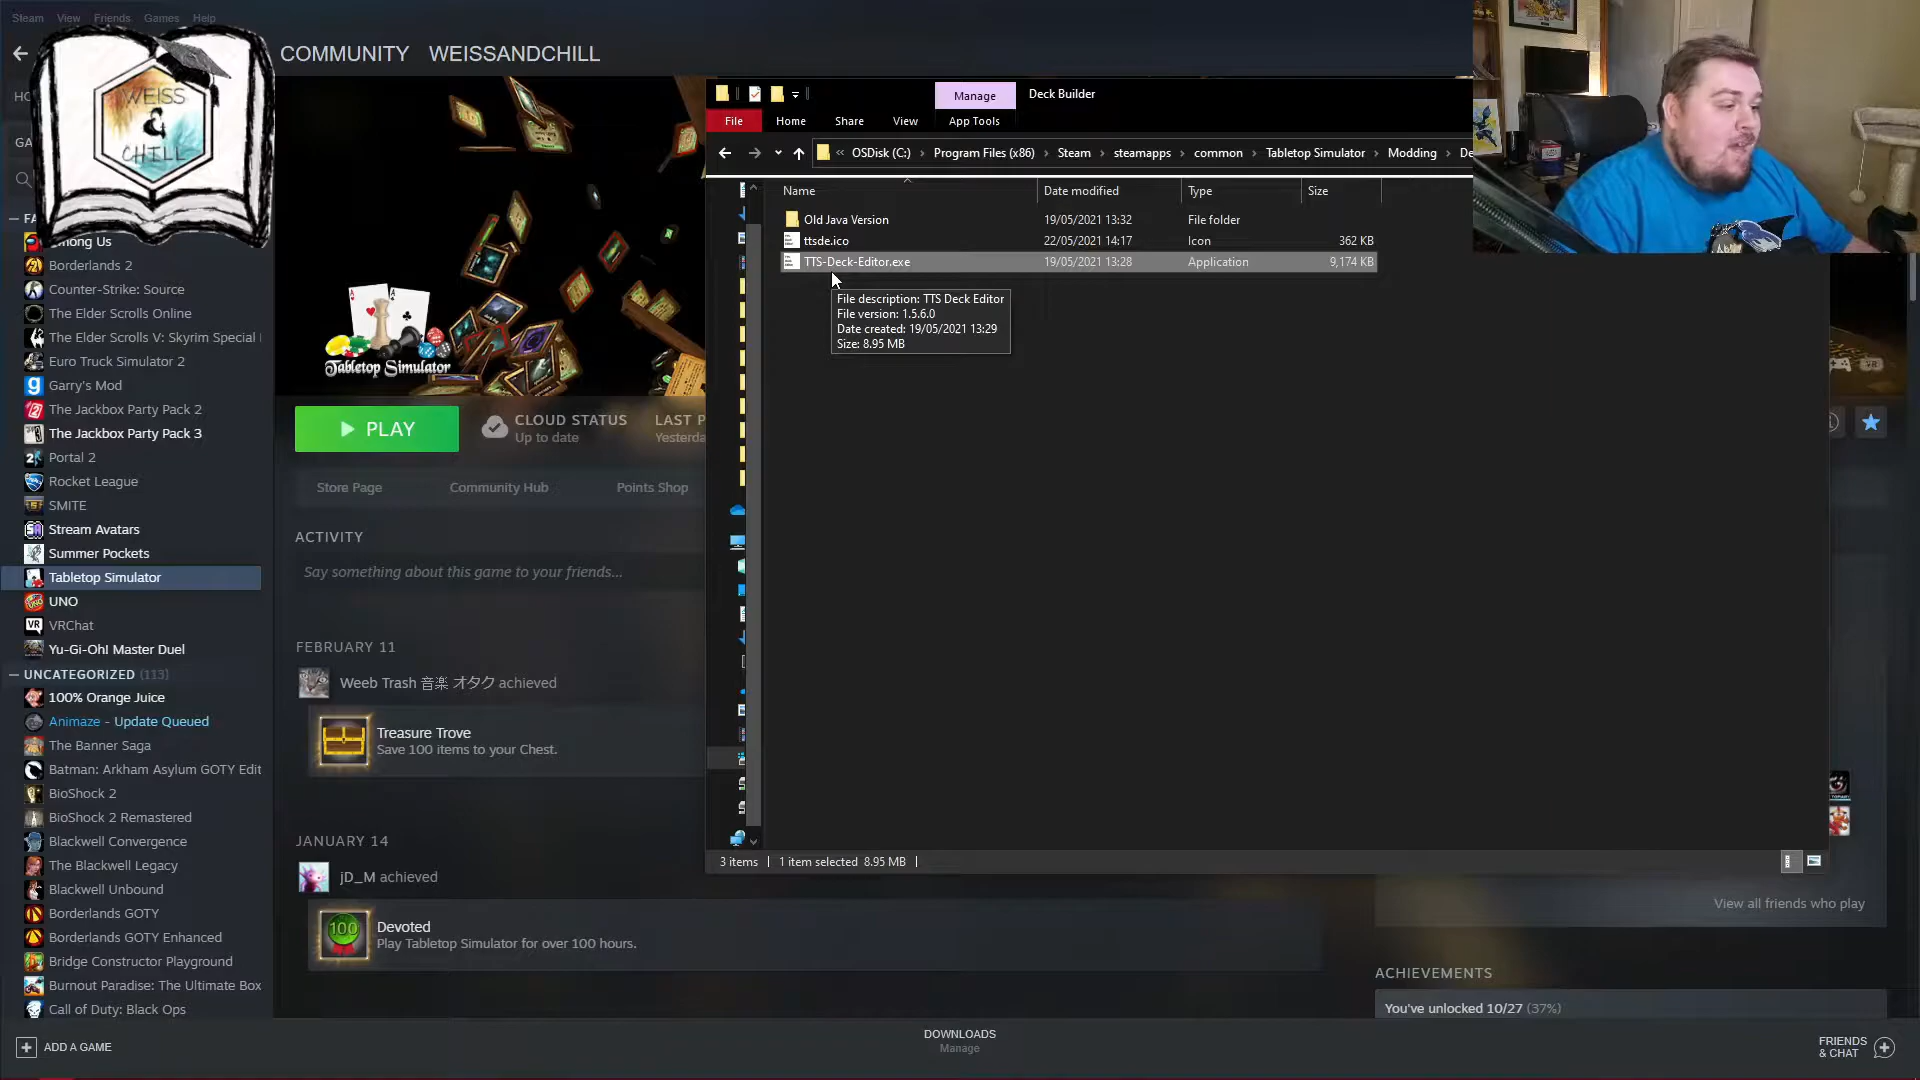 Steam View Friends Games Help
COMMUNITY WEISSANDCHILL
WEISS
&
CHILL
Among Us
Borderlands 2
Counter-Strike: Source
The Elder Scrolls Online
The Elder Scrolls V: Skyrim Special
Euro Truck Simulator 2
Garry's Mod
The Jackbox Party Pack 2
The Jackbox Party Pack 3
Portal 2
Rocket League
SMITE
Stream Avatars
Summer Pockets
Tabletop Simulator
UNO
VRChat
Yu-Gi-Oh! Master Duel
UNCATEGORIZED (113)
100% Orange Juice
Animaze - Update Queued
The Banner Saga
Batman: Arkham Asylum GOTY Edit
BioShock 2
BioShock 2 Remastered
Blackwell Convergence
The Blackwell Legacy
Blackwell Unbound
Borderlands GOTY
Borderlands GOTY Enhanced
Bridge Constructor Playground
Burnout Paradise: The Ultimate Box
Call of Duty: Black Ops
ADD A GAME
Tabletop Simulator
PLAY
CLOUD STATUS
Up to date
LAST P
Yesterda
Store Page Community Hub Points Shop
ACTIVITY
Say something about this game to your friends...
FEBRUARY 11
Weeb Trash 音楽 オタク achieved
Treasure Trove
Save 100 items to your Chest.
JANUARY 14
jD_M achieved
100
Devoted
Play Tabletop Simulator for over 100 hours.
Manage Deck Builder
File Home Share View App Tools
« OSDisk (C:) › Program Files (x86) › Steam › steamapps › common › Tabletop Simulator › Modding › De
Name Date modified Type Size
Old Java Version 19/05/2021 13:32 File folder
ttsde.ico 22/05/2021 14:17 Icon 362 KB
TTS-Deck-Editor.exe 19/05/2021 13:28 Application 9,174 KB
File description: TTS Deck Editor
File version: 1.5.6.0
Date created: 19/05/2021 13:29
Size: 8.95 MB
3 items 1 item selected 8.95 MB
View all friends who play
ACHIEVEMENTS
You've unlocked 10/27 (37%)
DOWNLOADS
Manage
FRIENDS
& CHAT